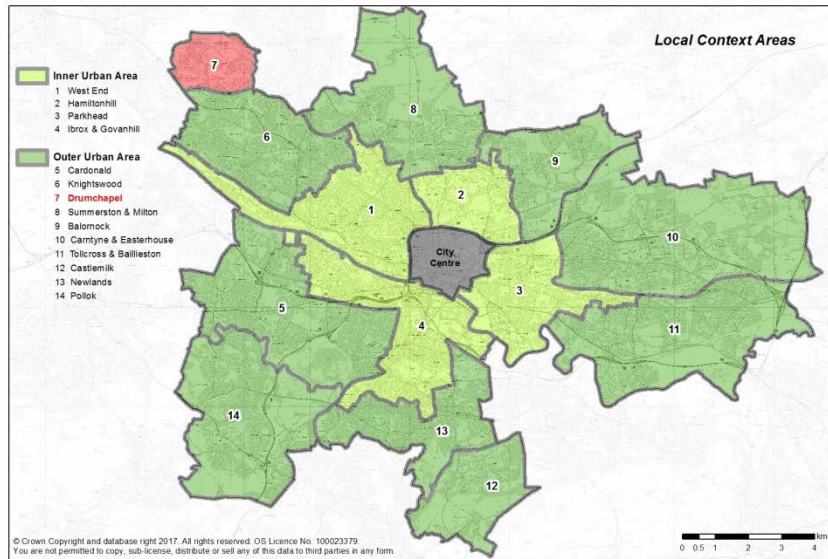 Local Context Areas
Inner Urban Area
1 West End
2 Hamiltonhill
3 Parkhead
4 Ibrox & Govanhill
Outer Urban Area
5 Cardonald
6 Knightswood
7 Drumchapel
8 Summerston & Milton
9 Balornock
10 Carntyne & Easterhouse
11 Tollcross & Baillieston
12 Castlemilk
13 Newlands
14 Pollok
7
8
6
9
2
1
10
City
Centre
3
5
4
11
14
13
12
km
0 0.5 1 2 3 4
© Crown Copyright and database right 2017. All rights reserved. OS Licence No. 100023379.
You are not permitted to copy, sub-license, distribute or sell any of this data to third parties in any form.